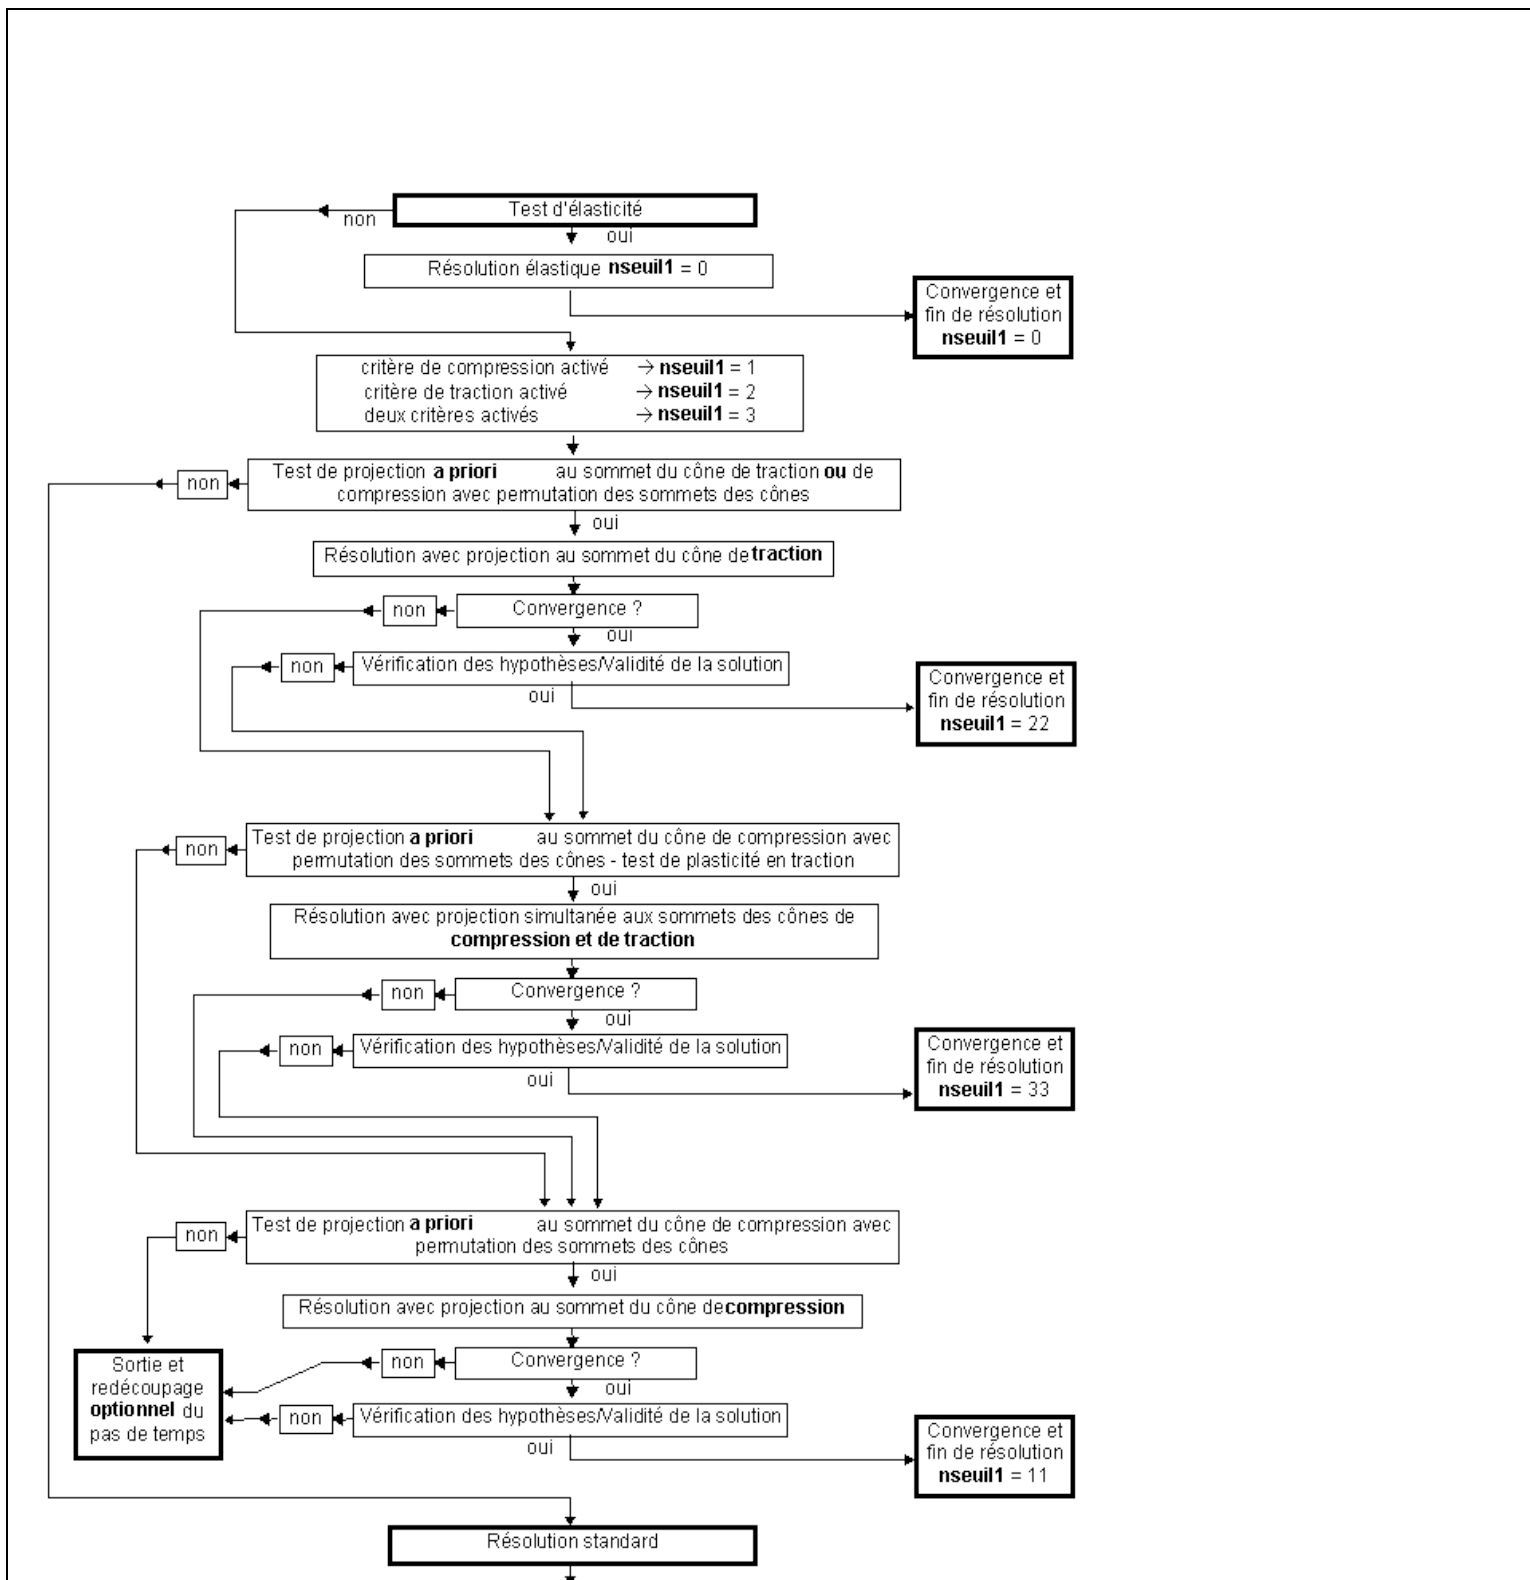 Test d'élasticité
non
oui
Résolution élastique nseuil1 = 0
Convergence et
fin de résolution
nseuil1 = 0
critère de compression activé → nseuil1 = 1
critère de traction activé → nseuil1 = 2
deux critères activés → nseuil1 = 3
non
Test de projection a priori au sommet du cône de traction ou de
compression avec permutation des sommets des cônes
oui
Résolution avec projection au sommet du cône de traction
non
Convergence ?
oui
non
Vérification des hypothèses/Validité de la solution
oui
Convergence et
fin de résolution
nseuil1 = 22
non
Test de projection a priori au sommet du cône de compression avec
permutation des sommets des cônes - test de plasticité en traction
oui
Résolution avec projection simultanée aux sommets des cônes de
compression et de traction
non
Convergence ?
oui
non
Vérification des hypothèses/Validité de la solution
oui
Convergence et
fin de résolution
nseuil1 = 33
non
Test de projection a priori au sommet du cône de compression avec
permutation des sommets des cônes
oui
Résolution avec projection au sommet du cône de compression
non
Convergence ?
oui
Sortie et
redécoupage
optionnel du
pas de temps
non
Vérification des hypothèses/Validité de la solution
oui
Convergence et
fin de résolution
nseuil1 = 11
Résolution standard